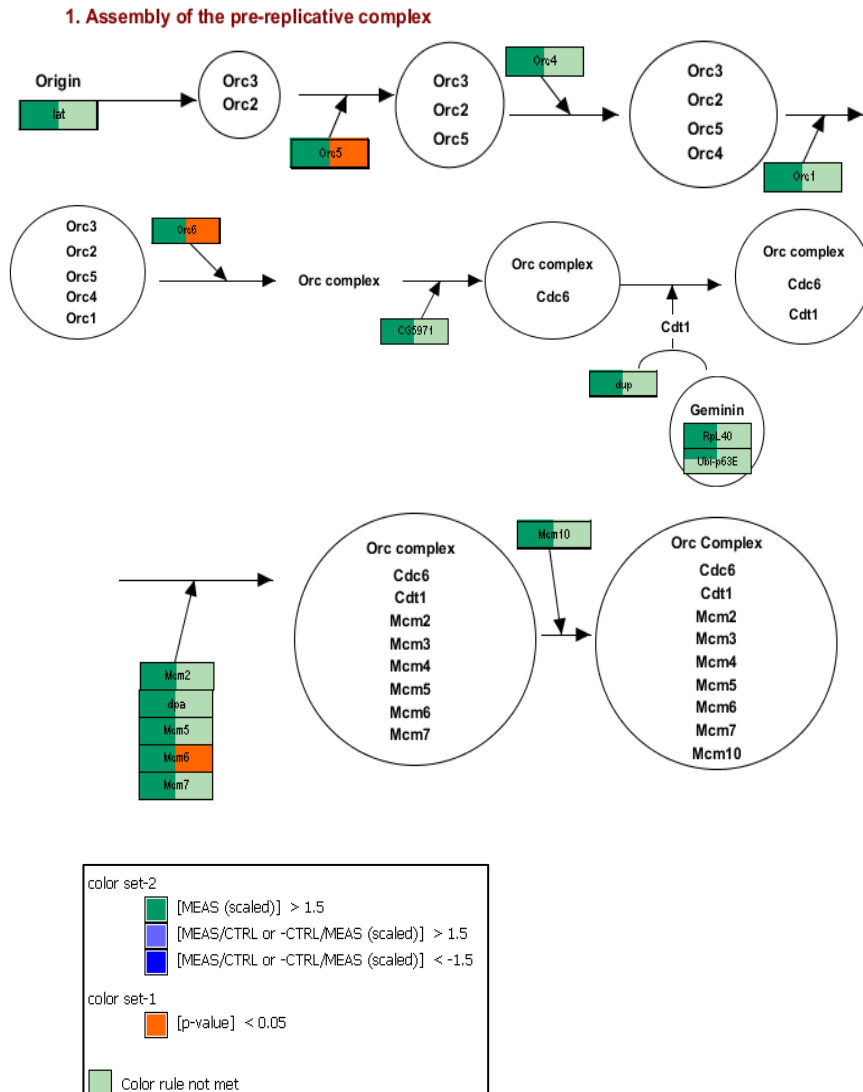 1. Assembly of the pre-replicative complex
Origin
lat
Orc3
Orc2
Orc5
Orc3
Orc2
Orc5
Orc4
Orc3
Orc2
Orc5
Orc4
Orc1
Orc3
Orc2
Orc5
Orc4
Orc1
Orc6
Orc complex
CG5971
Orc complex
Cdc6
Cdt1
dup
Geminin
RpL40
Ubi-p63E
Orc complex
Cdc6
Cdt1
Mcm2
dpa
Mcm5
Mcm6
Mcm7
Orc complex
Cdc6
Cdt1
Mcm2
Mcm3
Mcm4
Mcm5
Mcm6
Mcm7
Mcm10
Orc Complex
Cdc6
Cdt1
Mcm2
Mcm3
Mcm4
Mcm5
Mcm6
Mcm7
Mcm10
color set-2
[MEAS (scaled)] > 1.5
[MEAS/CTRL or -CTRL/MEAS (scaled)] > 1.5
[MEAS/CTRL or -CTRL/MEAS (scaled)] < -1.5
color set-1
[p-value] < 0.05
Color rule not met